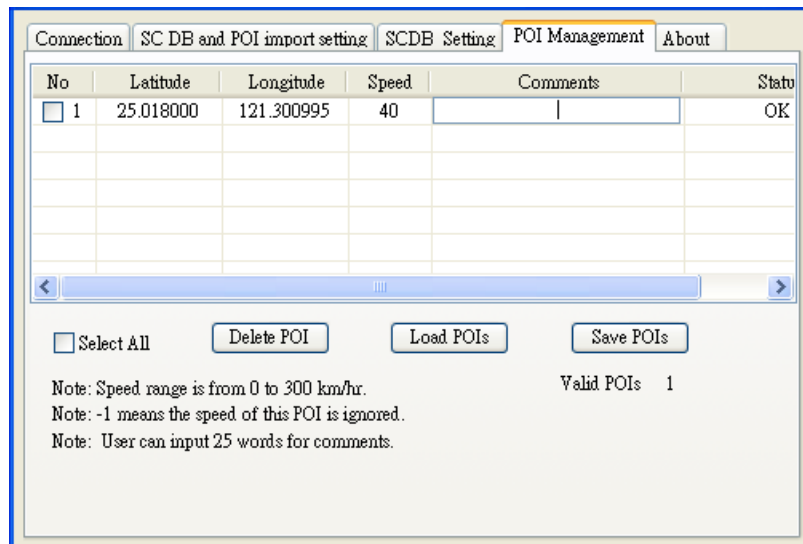 Connection SC DB and POI import setting SCDB Setting POI Management About
No Latitude Longitude Speed Comments Statu
1 25.018000 121.300995 40 OK
Select All Delete POI Load POIs Save POIs
Note: Speed range is from 0 to 300 km/hr. Valid POIs 1
Note: -1 means the speed of this POI is ignored.
Note: User can input 25 words for comments.